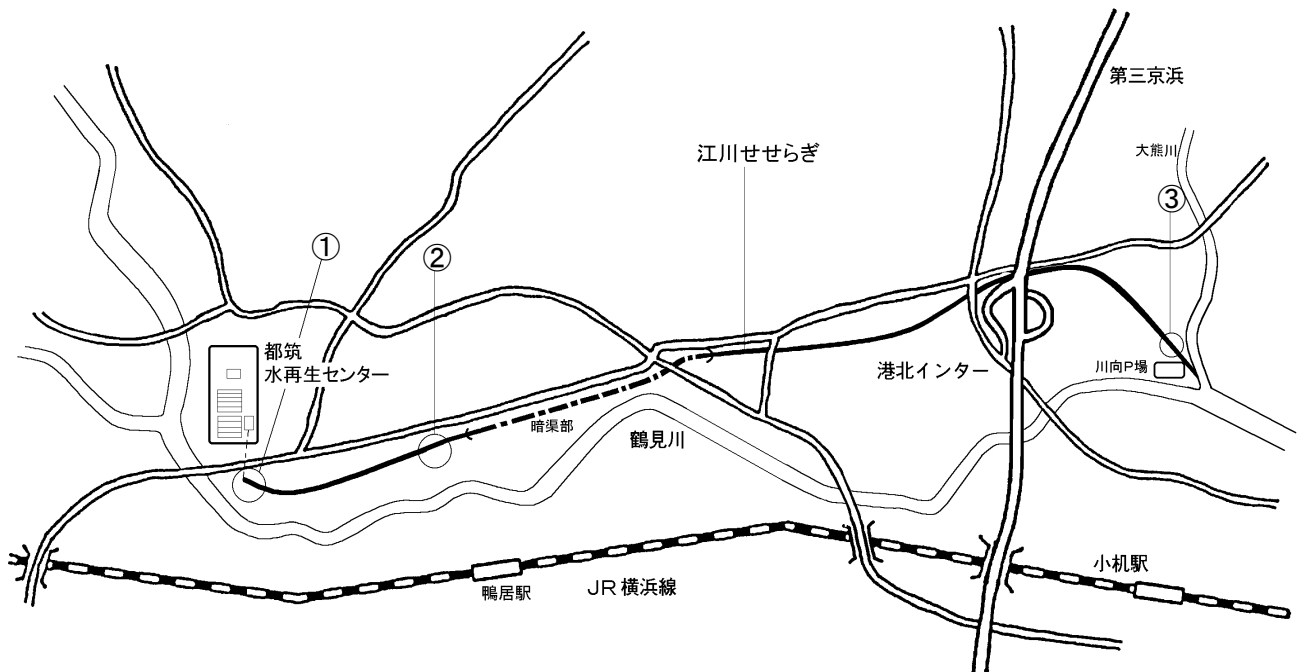 第三京浜
大熊川
江川せせらぎ
③
①
②
都筑
水再生センター
港北インター
川向P場
暗渠部
鶴見川
小机駅
鴨居駅
JR横浜線